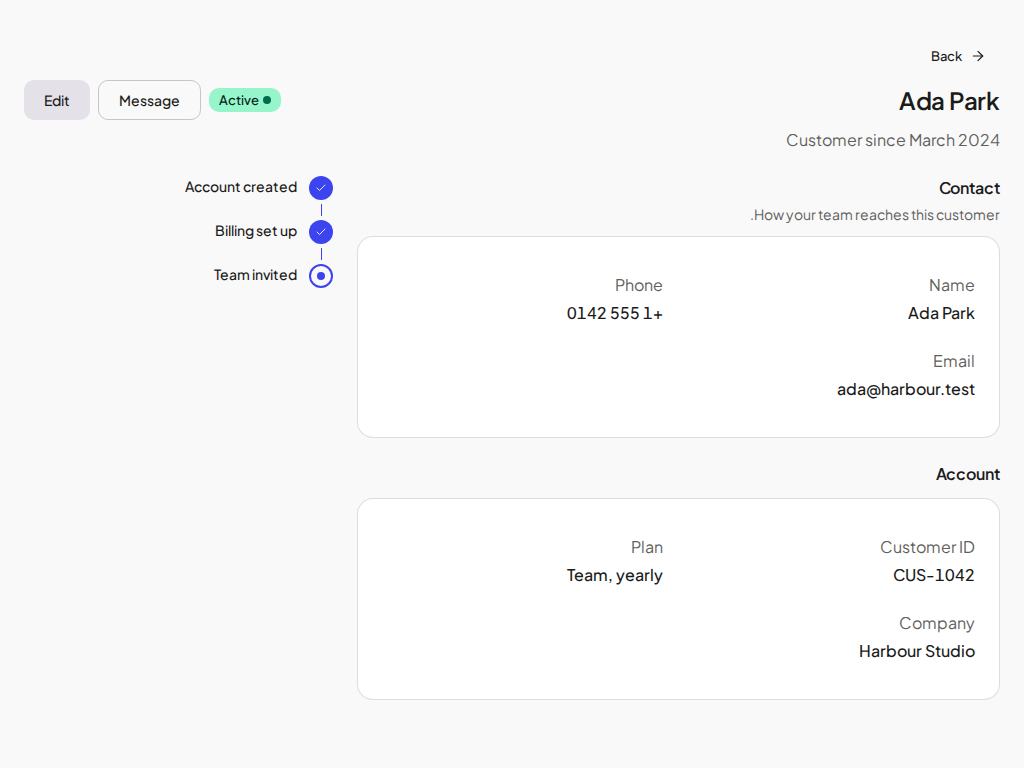 Back
Ada Park
Active
Message
Edit
Customer since March 2024
Contact
.How your team reaches this customer
Name
Ada Park
Phone
0142 555 1+
Email
ada@harbour.test
Account
Customer ID
CUS-1042
Plan
Team, yearly
Company
Harbour Studio
Account created
Billing set up
Team invited